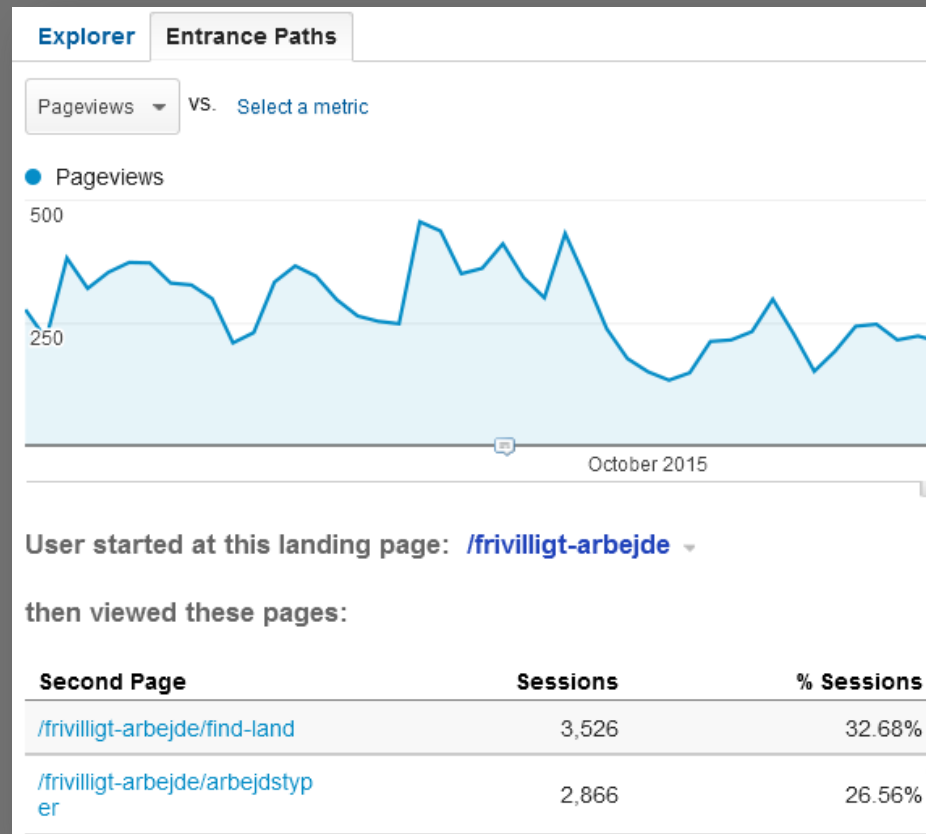 Explorer Entrance Paths
Pageviews VS. Select a metric
Pageviews
500
250
October 2015
User started at this landing page: /frivilligt-arbejde
then viewed these pages:
Second Page Sessions % Sessions
/frivilligt-arbejde/find-land 3,526 32.68%
/frivilligt-arbejde/arbejdstyp
er 2,866 26.56%